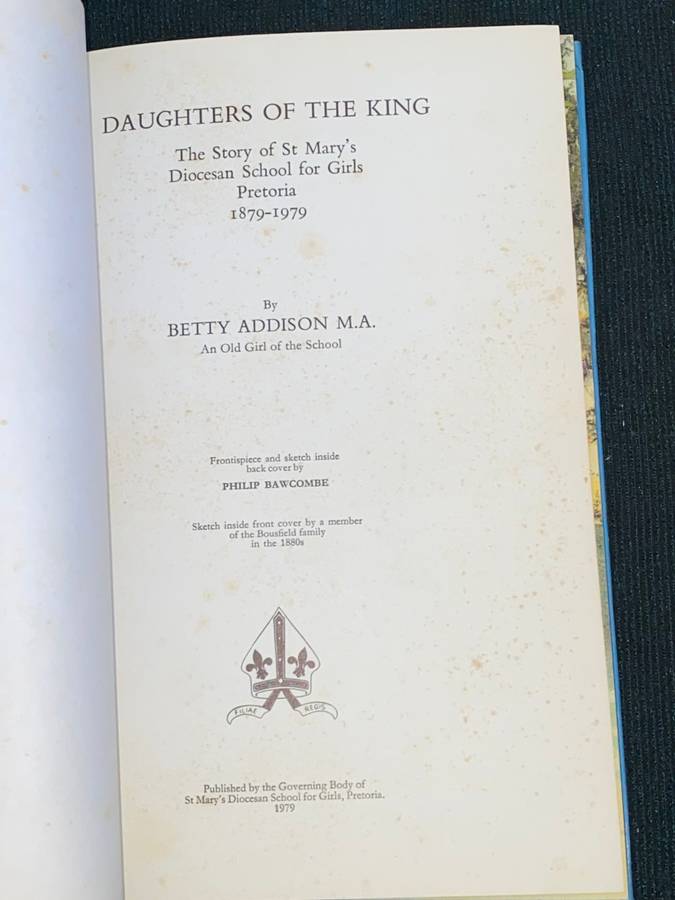 DAUGHTERS OF THE KING
The Story of St Mary's
Diocesan School for Girls
Pretoria
1879-1979
By
BETTY ADDISON M.A.
An Old Girl of the School
Frontispiece and sketch inside
back cover by
PHILIP BAWCOMBE
Sketch inside front cover by a member
of the Bousfield family
in the 1880s
FILIAE REGIS
Published by the Governing Body of
St Mary's Diocesan School for Girls, Pretoria.
1979